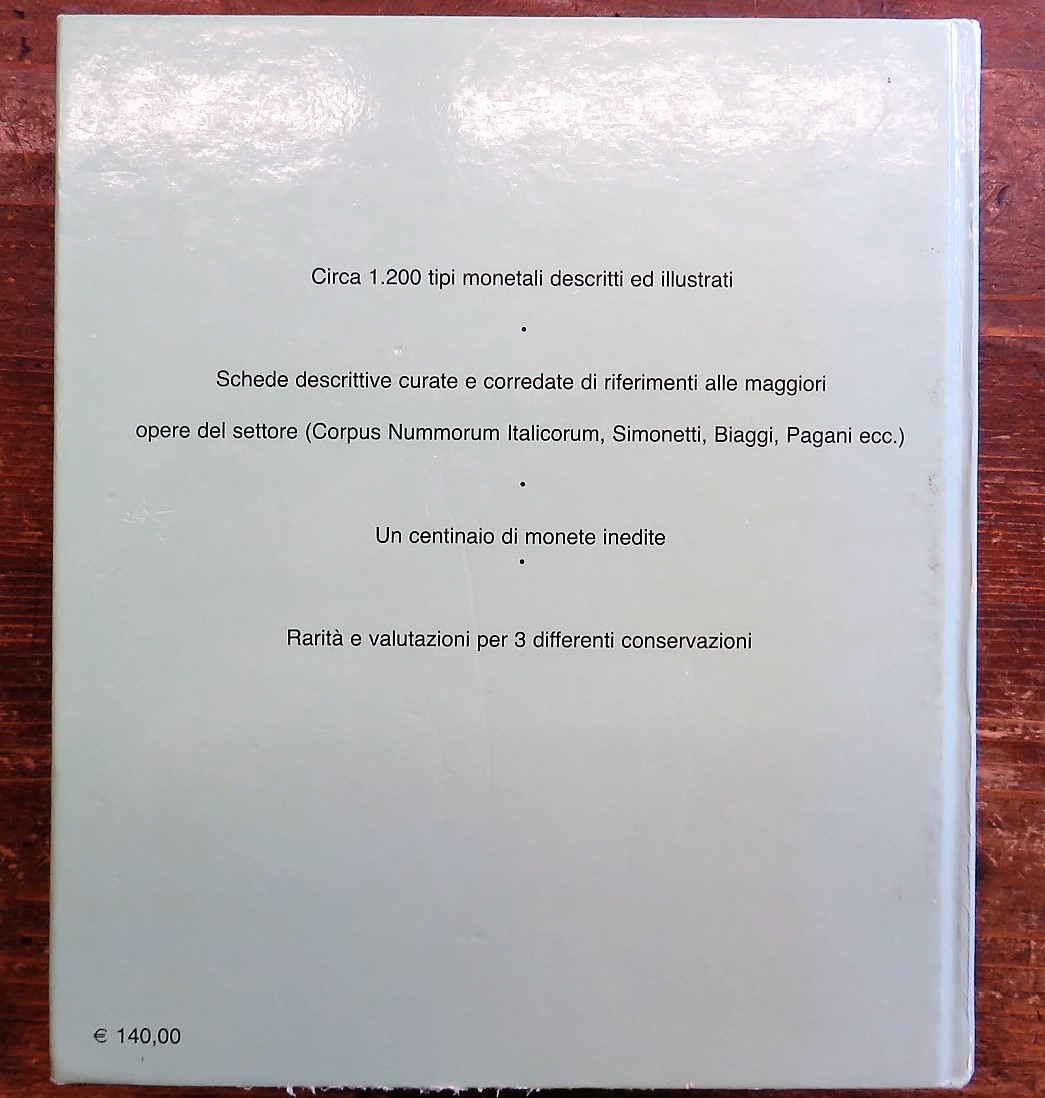 Circa 1.200 tipi monetali descritti ed illustrati
•
Schede descrittive curate e corredate di riferimenti alle maggiori
opere del settore (Corpus Nummorum Italicorum, Simonetti, Biaggi, Pagani ecc.)
•
Un centinaio di monete inedite
•
Rarità e valutazioni per 3 differenti conservazioni
€ 140,00